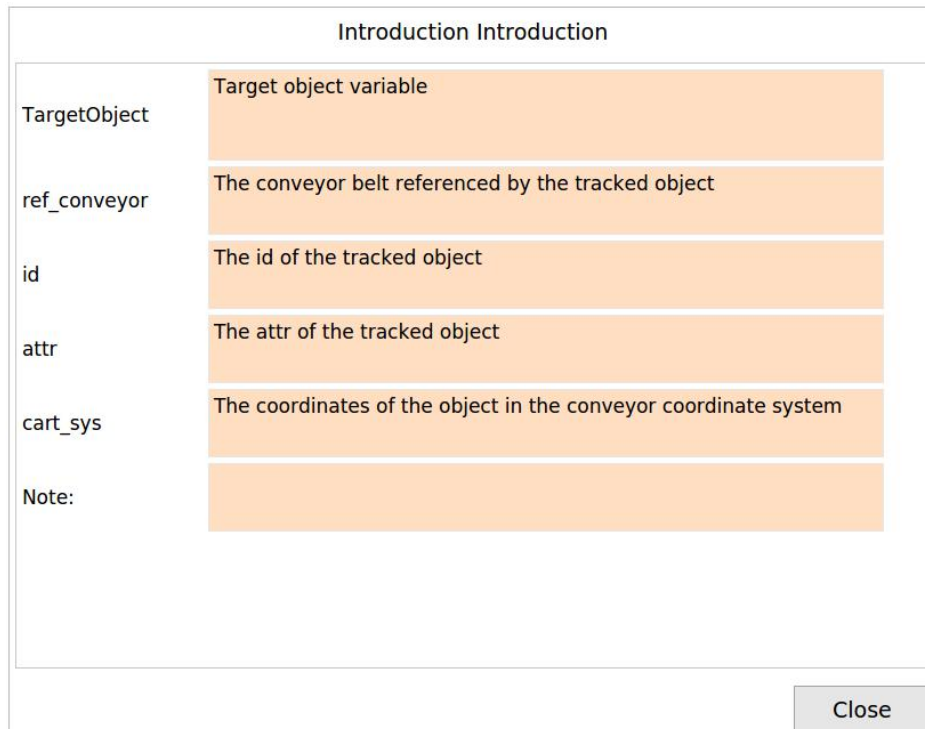 Introduction Introduction
TargetObject
Target object variable
ref_conveyor
The conveyor belt referenced by the tracked object
id
The id of the tracked object
attr
The attr of the tracked object
cart_sys
The coordinates of the object in the conveyor coordinate system
Note:
Close